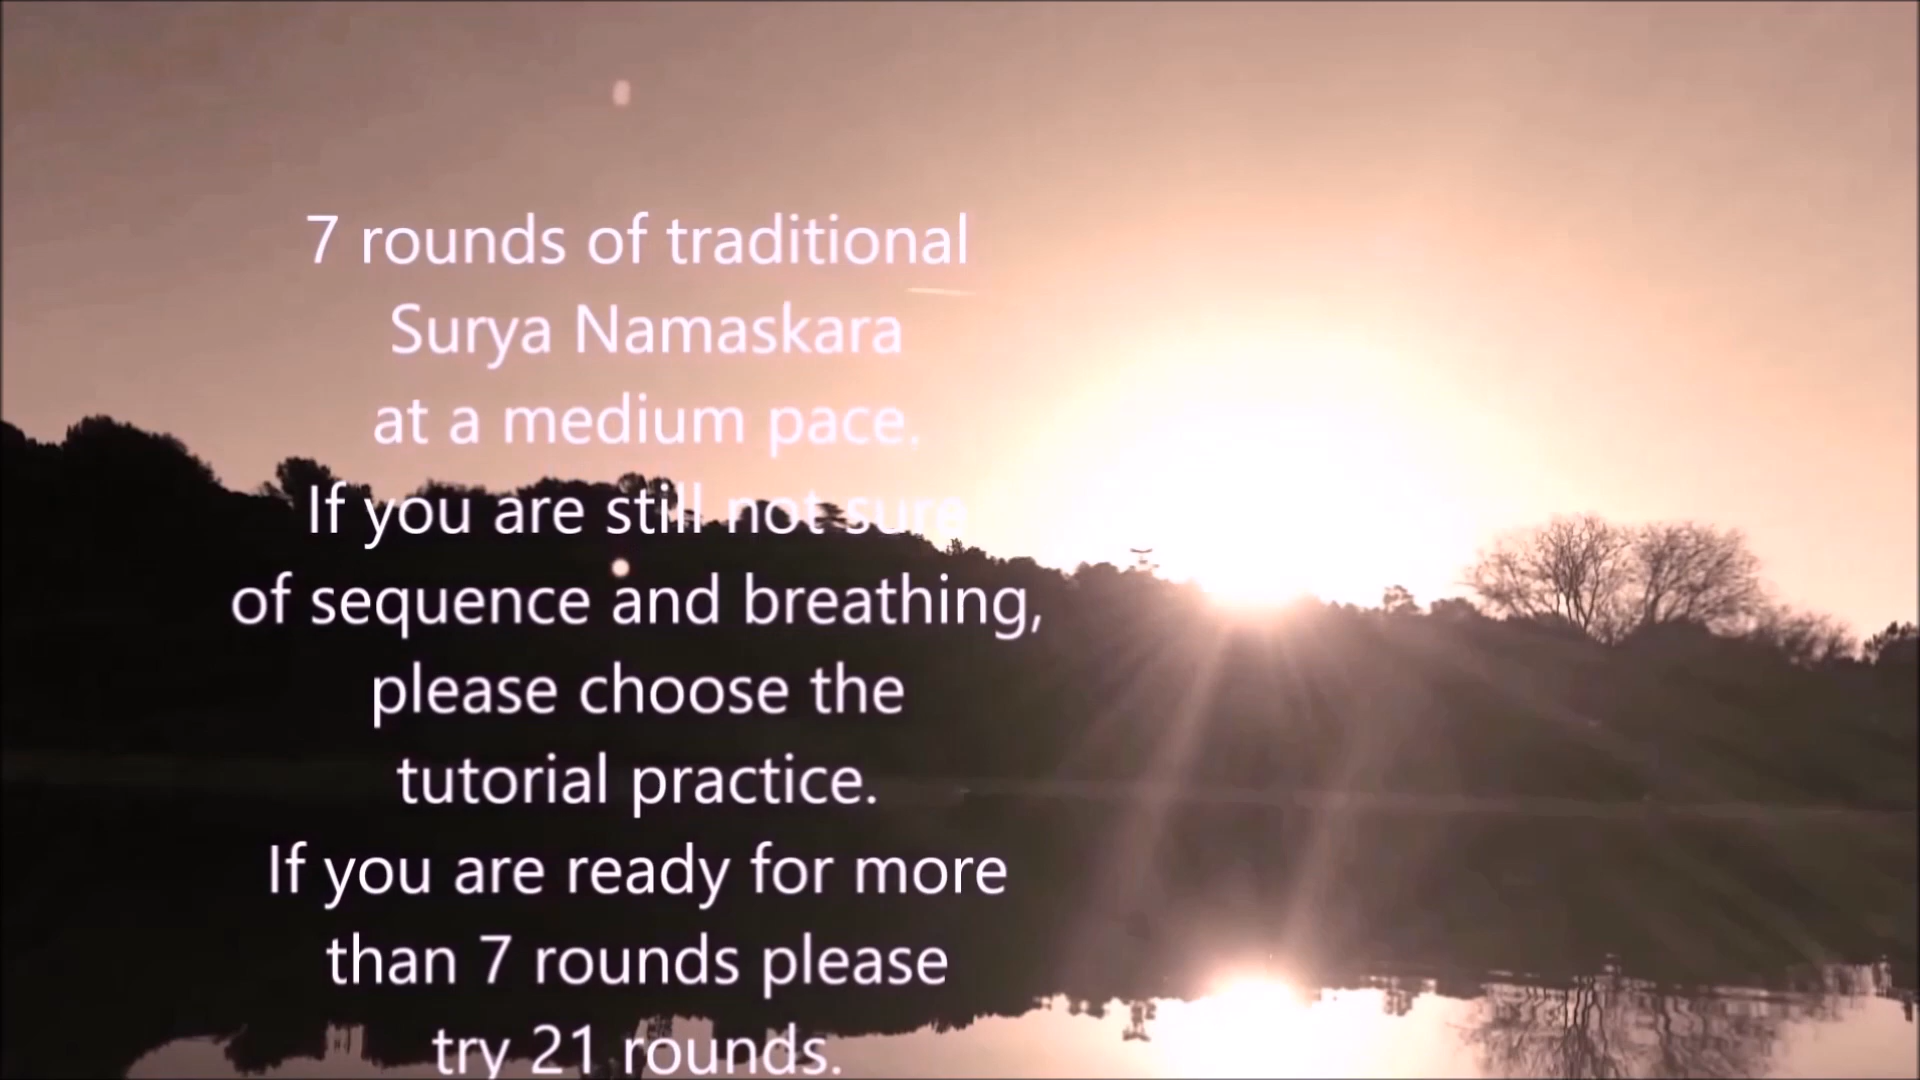 7 rounds of traditional
Surya Namaskara
at a medium pace.
If you are still not sure
of sequence and breathing,
please choose the
tutorial practice.
If you are ready for more
than 7 rounds please
try 21 rounds.